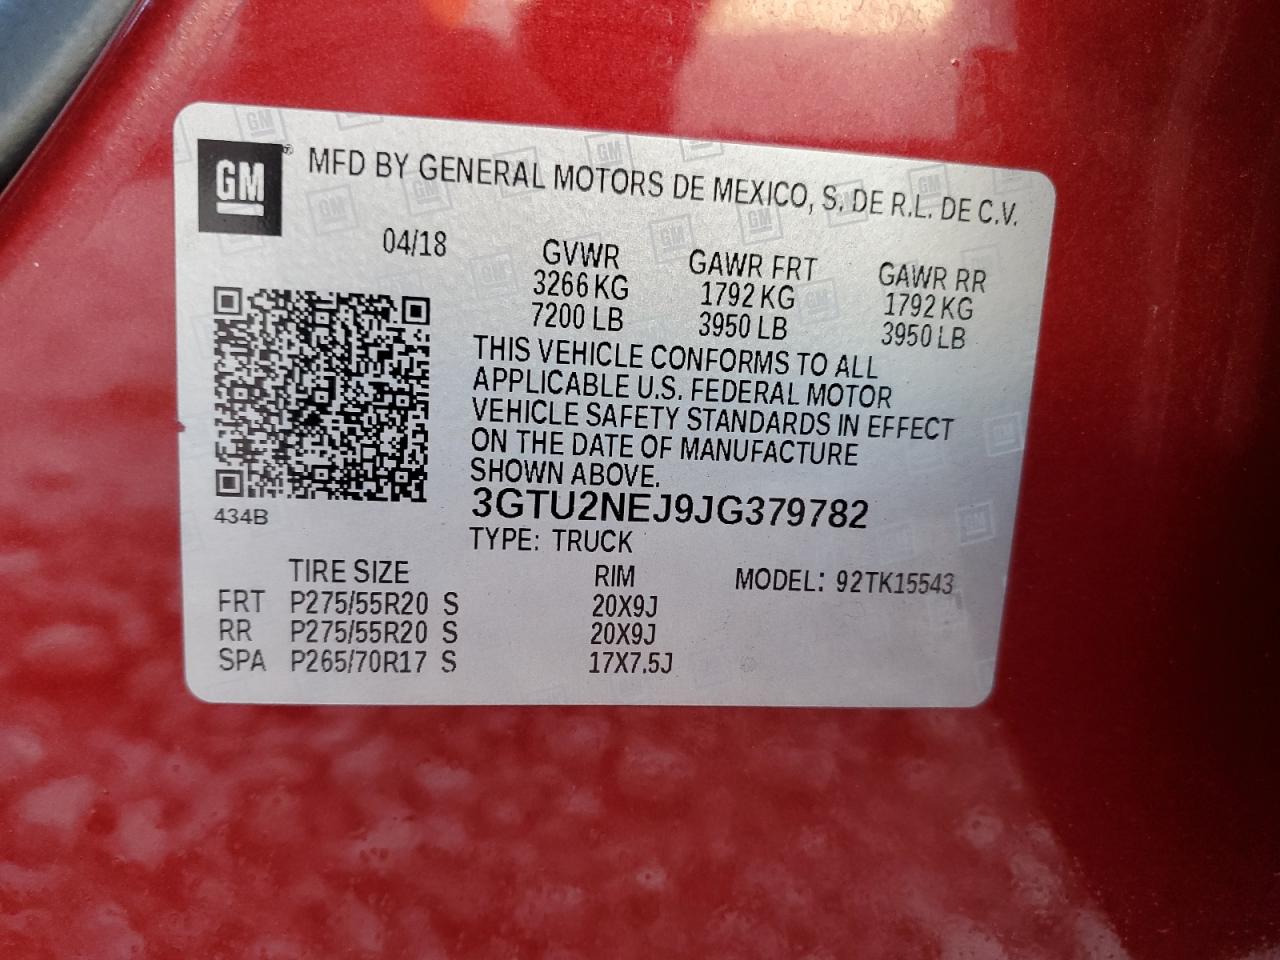 GM® MFD BY GENERAL MOTORS DE MEXICO, S. DE R.L. DE C.V.
04/18
GVWR GAWR FRT GAWR RR
3266 KG 1792 KG 1792 KG
7200 LB 3950 LB 3950 LB
THIS VEHICLE CONFORMS TO ALL
APPLICABLE U.S. FEDERAL MOTOR
VEHICLE SAFETY STANDARDS IN EFFECT
ON THE DATE OF MANUFACTURE
SHOWN ABOVE.
3GTU2NEJ9JG379782
434B
TYPE: TRUCK
TIRE SIZE RIM MODEL: 92TK15543
FRT P275/55R20 S 20X9J
RR P275/55R20 S 20X9J
SPA P265/70R17 S 17X7.5J